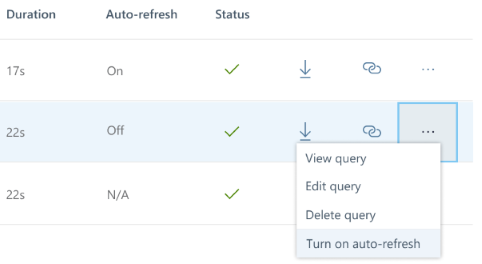 Duration Auto-refresh Status
17s On ...
22s Off ...
View query
Edit query
Delete query
22s N/A
Turn on auto-refresh